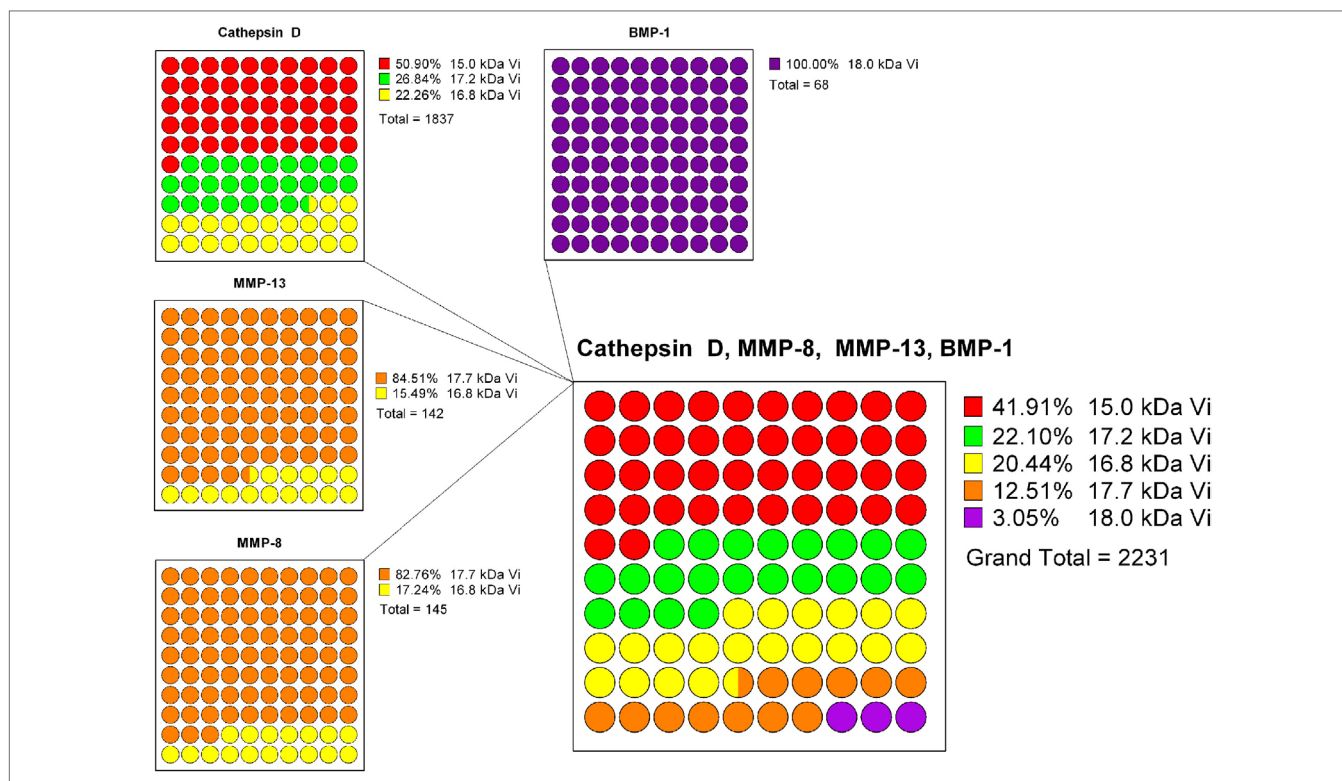 Cathepsin D
50.90% 15.0 kDa Vi
26.84% 17.2 kDa Vi
22.26% 16.8 kDa Vi
Total = 1837
BMP-1
100.00% 18.0 kDa Vi
Total = 68
MMP-13
84.51% 17.7 kDa Vi
15.49% 16.8 kDa Vi
Total = 142
MMP-8
82.76% 17.7 kDa Vi
17.24% 16.8 kDa Vi
Total = 145
Cathepsin D, MMP-8, MMP-13, BMP-1
41.91% 15.0 kDa Vi
22.10% 17.2 kDa Vi
20.44% 16.8 kDa Vi
12.51% 17.7 kDa Vi
3.05% 18.0 kDa Vi
Grand Total = 2231